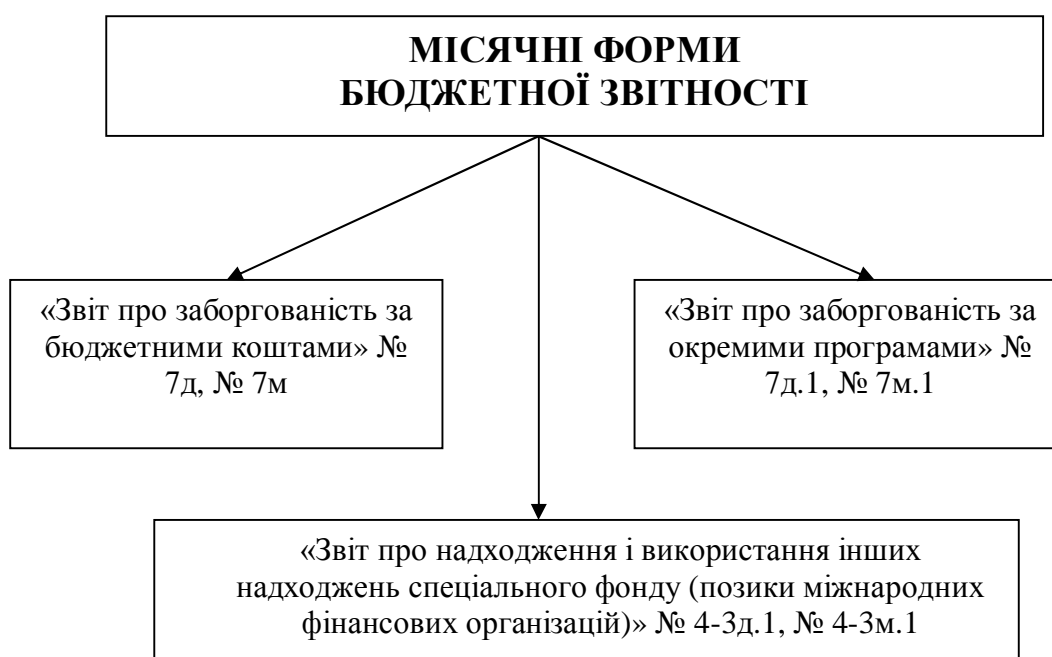 МІСЯЧНІ ФОРМИ
БЮДЖЕТНОЇ ЗВІТНОСТІ
«Звіт про заборгованість за
бюджетними коштами» №
7д, № 7м
«Звіт про заборгованість за
окремими програмами» №
7д.1, № 7м.1
«Звіт про надходження і використання інших
надходжень спеціального фонду (позики міжнародних
фінансових організацій)» № 4-3д.1, № 4-3м.1